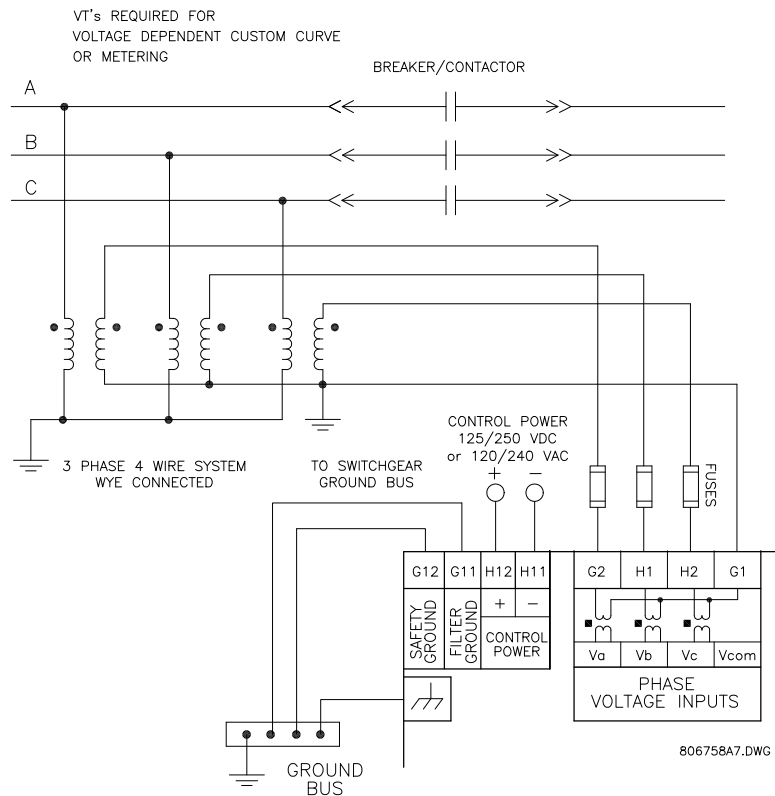 VT's REQUIRED FOR
VOLTAGE DEPENDENT CUSTOM CURVE
OR METERING
BREAKER/CONTACTOR
A
B
C
CONTROL POWER
125/250 VDC
or 120/240 VAC
+ −
3 PHASE 4 WIRE SYSTEM
WYE CONNECTED
TO SWITCHGEAR
GROUND BUS
FUSES
G12 G11 H12 H11
G2 H1 H2 G1
SAFETY
GROUND
FILTER
GROUND
+ −
CONTROL
POWER
Va Vb Vc Vcom
PHASE
VOLTAGE INPUTS
GROUND
BUS
806758A7.DWG